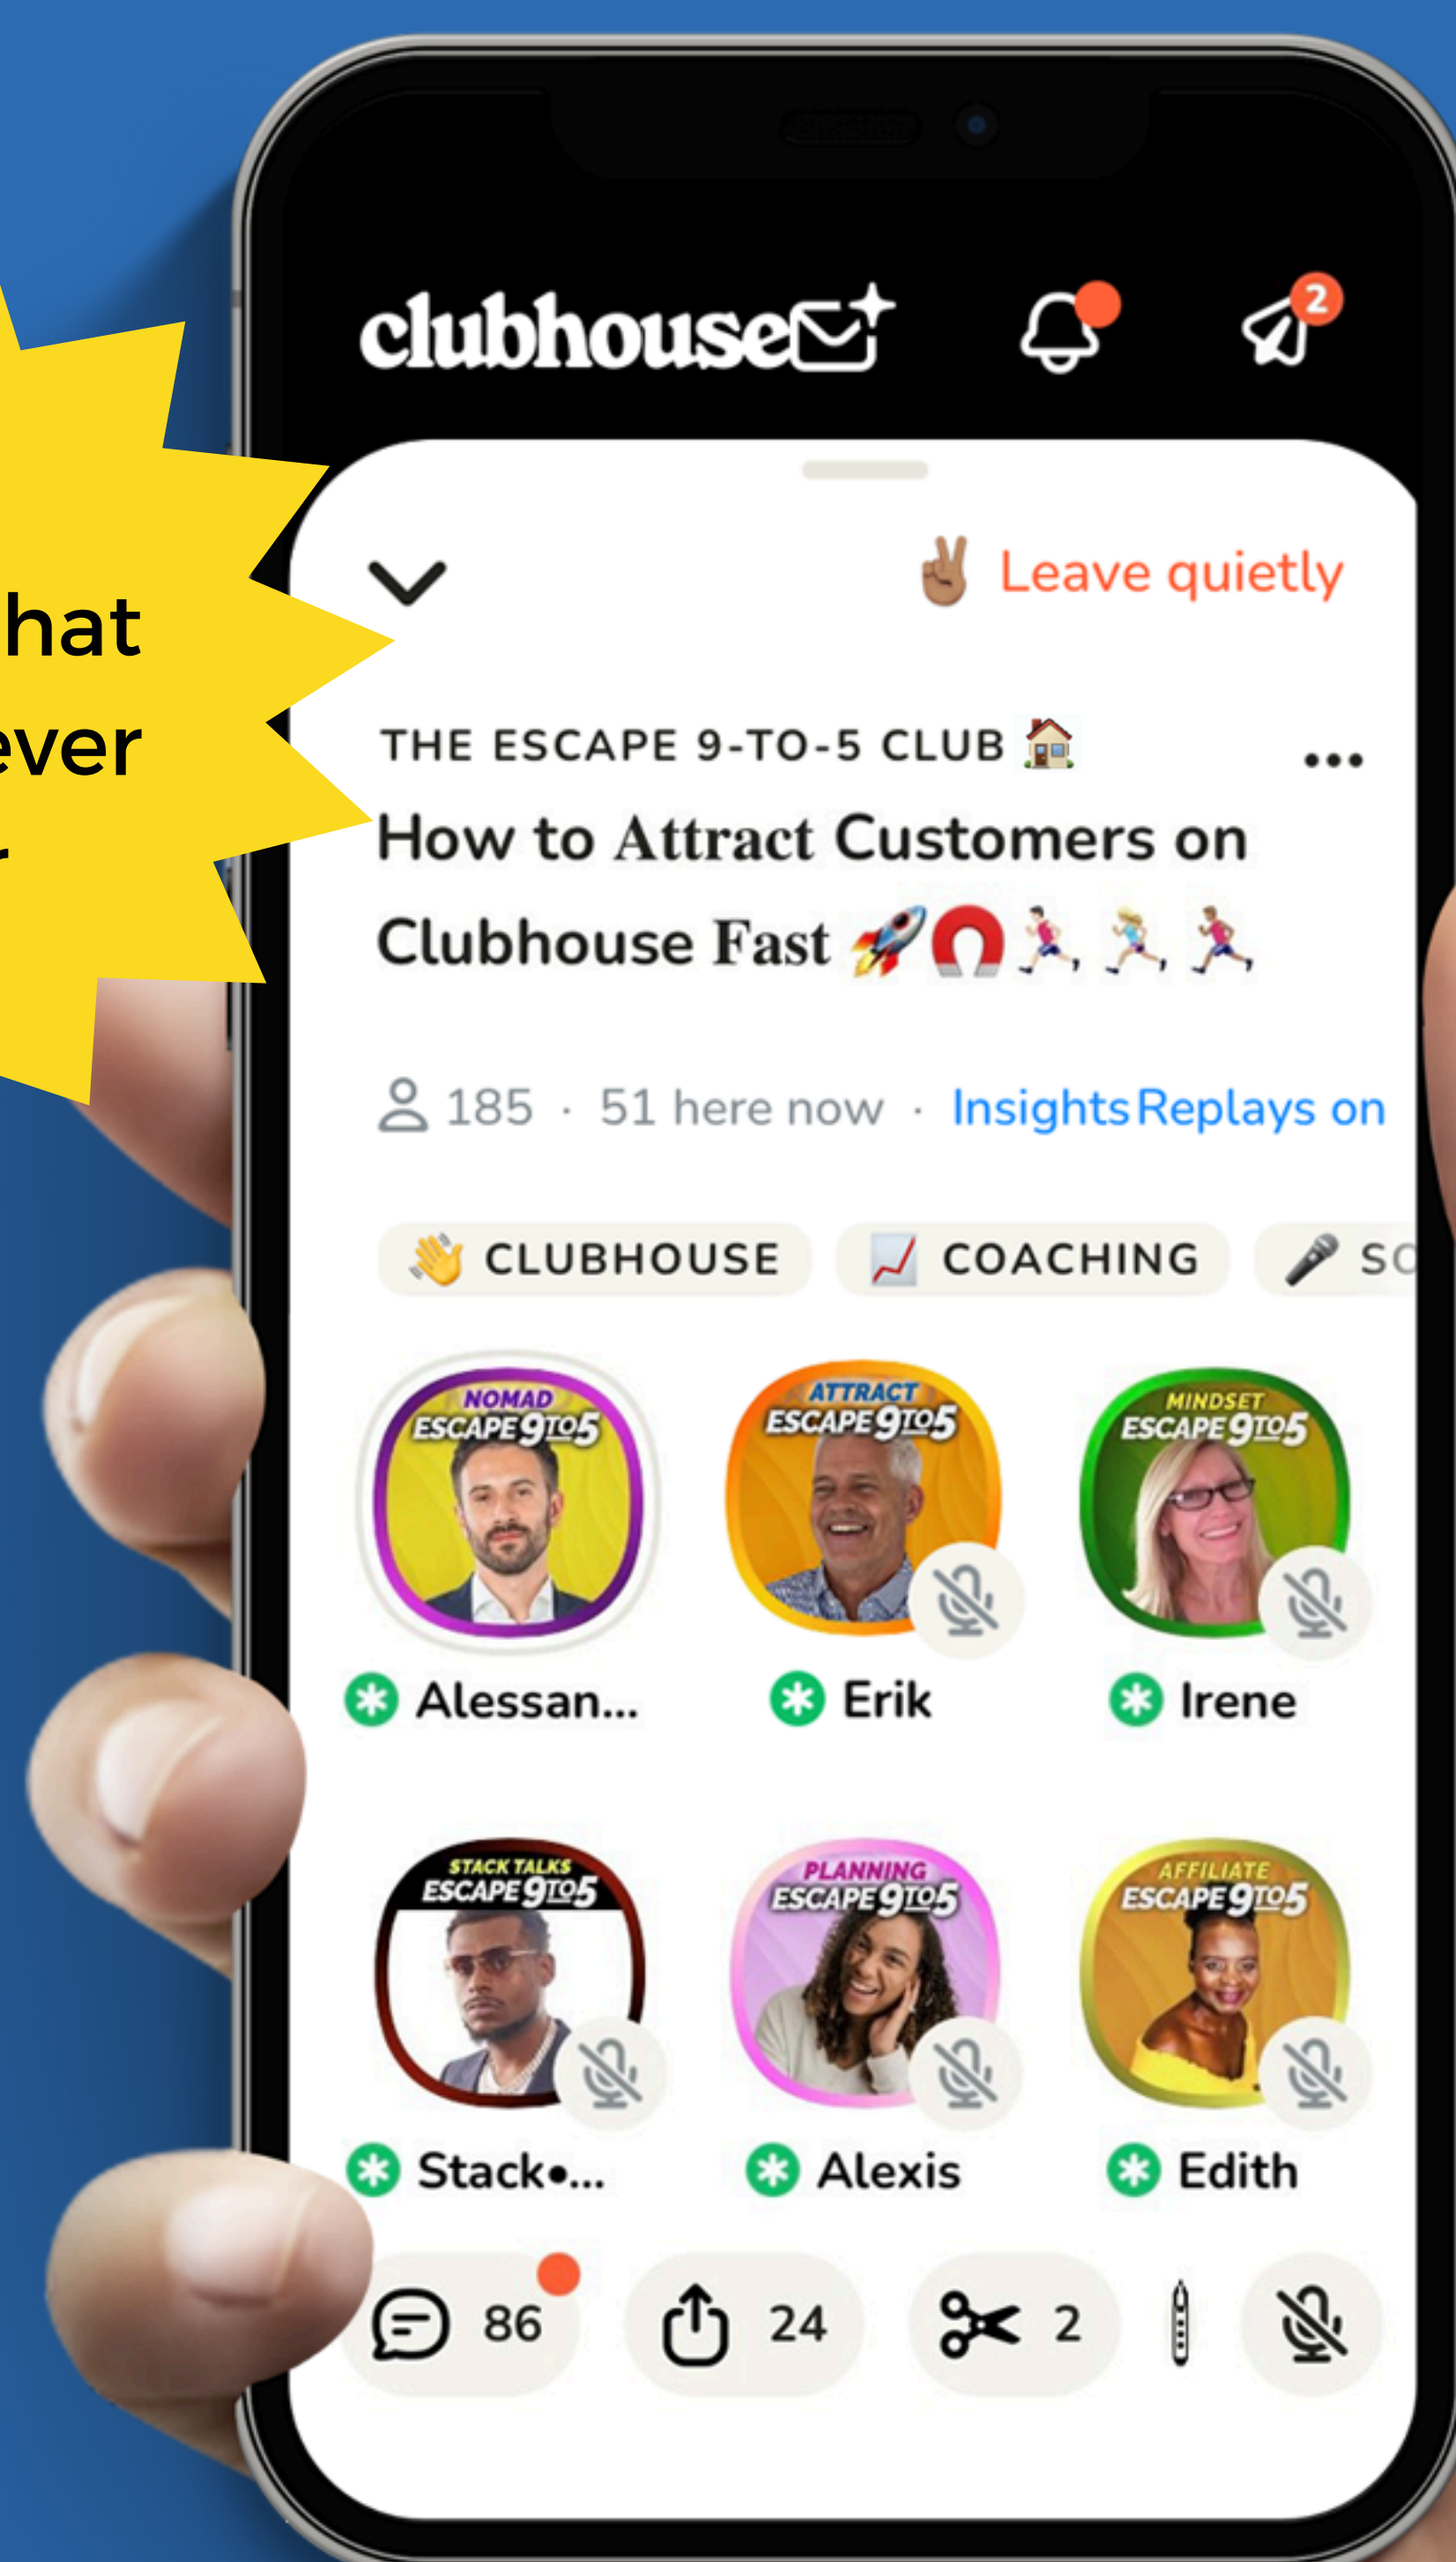 clubhouse
2
Leave quietly
hat
ever
r
THE ESCAPE 9-TO-5 CLUB 🏠
How to Attract Customers on
Clubhouse Fast 🚀🧲🏃🏻🏃🏼‍♀️🏃🏽
185 · 51 here now · Insights Replays on
👋 CLUBHOUSE 📈 COACHING 🎤 SO
NOMAD
ESCAPE 9TO5
ATTRACT
ESCAPE 9TO5
MINDSET
ESCAPE 9TO5
Alessan... Erik Irene
STACK TALKS
ESCAPE 9TO5
PLANNING
ESCAPE 9TO5
AFFILIATE
ESCAPE 9TO5
Stack•... Alexis Edith
86 24 2